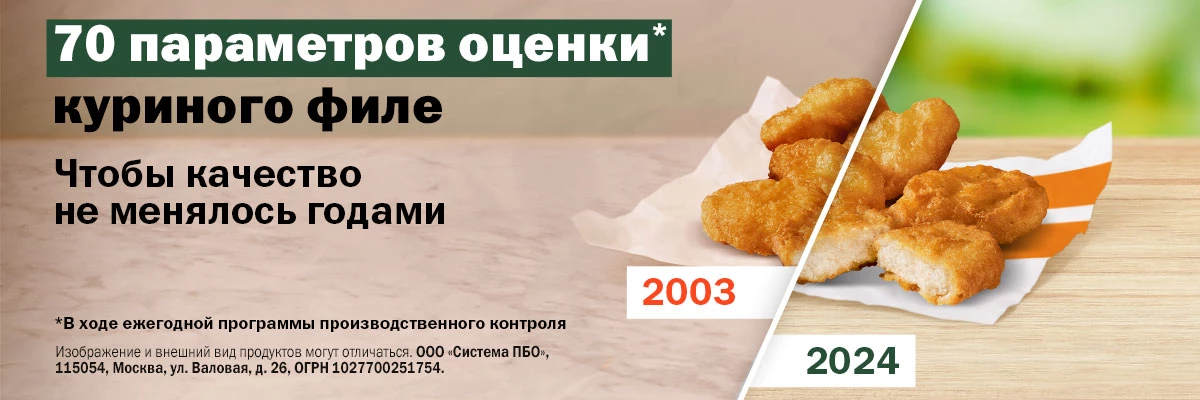 70 параметров оценки*
куриного филе
Чтобы качество
не менялось годами
2003
2024
*В ходе ежегодной программы производственного контроля
Изображение и внешний вид продуктов могут отличаться. ООО «Система ПБО»,
115054, Москва, ул. Валовая, д. 26, ОГРН 1027700251754.